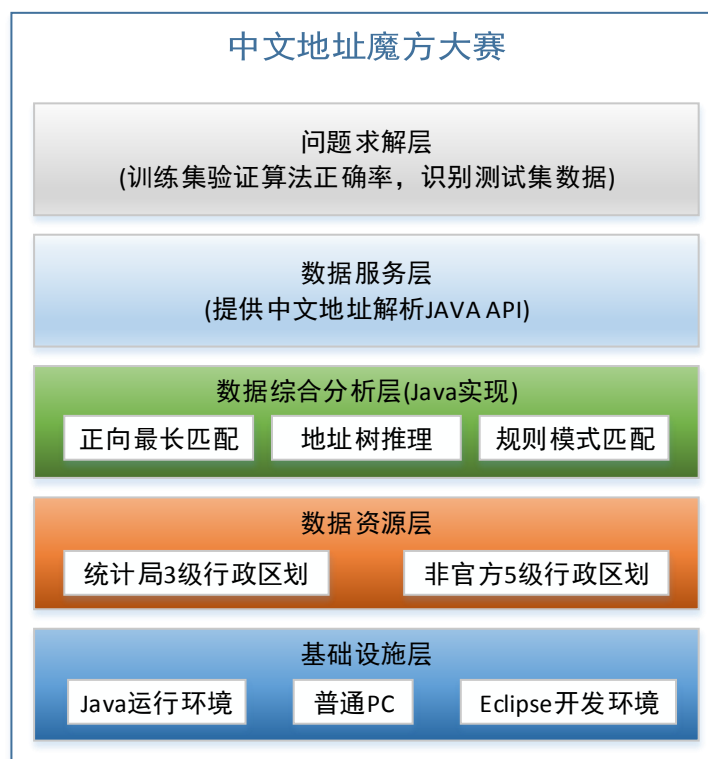 中文地址魔方大赛
问题求解层
(训练集验证算法正确率，识别测试集数据)
数据服务层
(提供中文地址解析JAVA API)
数据综合分析层(Java实现)
正向最长匹配
地址树推理
规则模式匹配
数据资源层
统计局3级行政区划
非官方5级行政区划
基础设施层
Java运行环境
普通PC
Eclipse开发环境